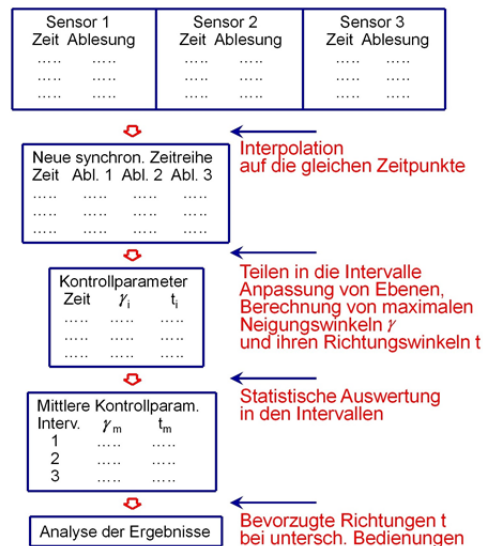 Sensor 1 Sensor 2 Sensor 3
Zeit Ablesung Zeit Ablesung Zeit Ablesung
..... ..... ..... ..... ..... .....
..... ..... ..... ..... ..... .....
..... ..... ..... ..... ..... .....
Interpolation
auf die gleichen Zeitpunkte
Neue synchron. Zeitreihe
Zeit Abl. 1 Abl. 2 Abl. 3
..... ..... ..... .....
..... ..... ..... .....
..... ..... ..... .....
Teilen in die Intervalle
Anpassung von Ebenen,
Berechnung von maximalen
Neigungswinkeln γ
und ihren Richtungswinkeln t
Kontrollparameter
Zeit γi ti
..... ..... .....
..... ..... .....
..... ..... .....
Statistische Auswertung
in den Intervallen
Mittlere Kontrollparam.
Interv. γm tm
1 ..... .....
2 ..... .....
3 ..... .....
Bevorzugte Richtungen t
bei untersch. Bedienungen
Analyse der Ergebnisse